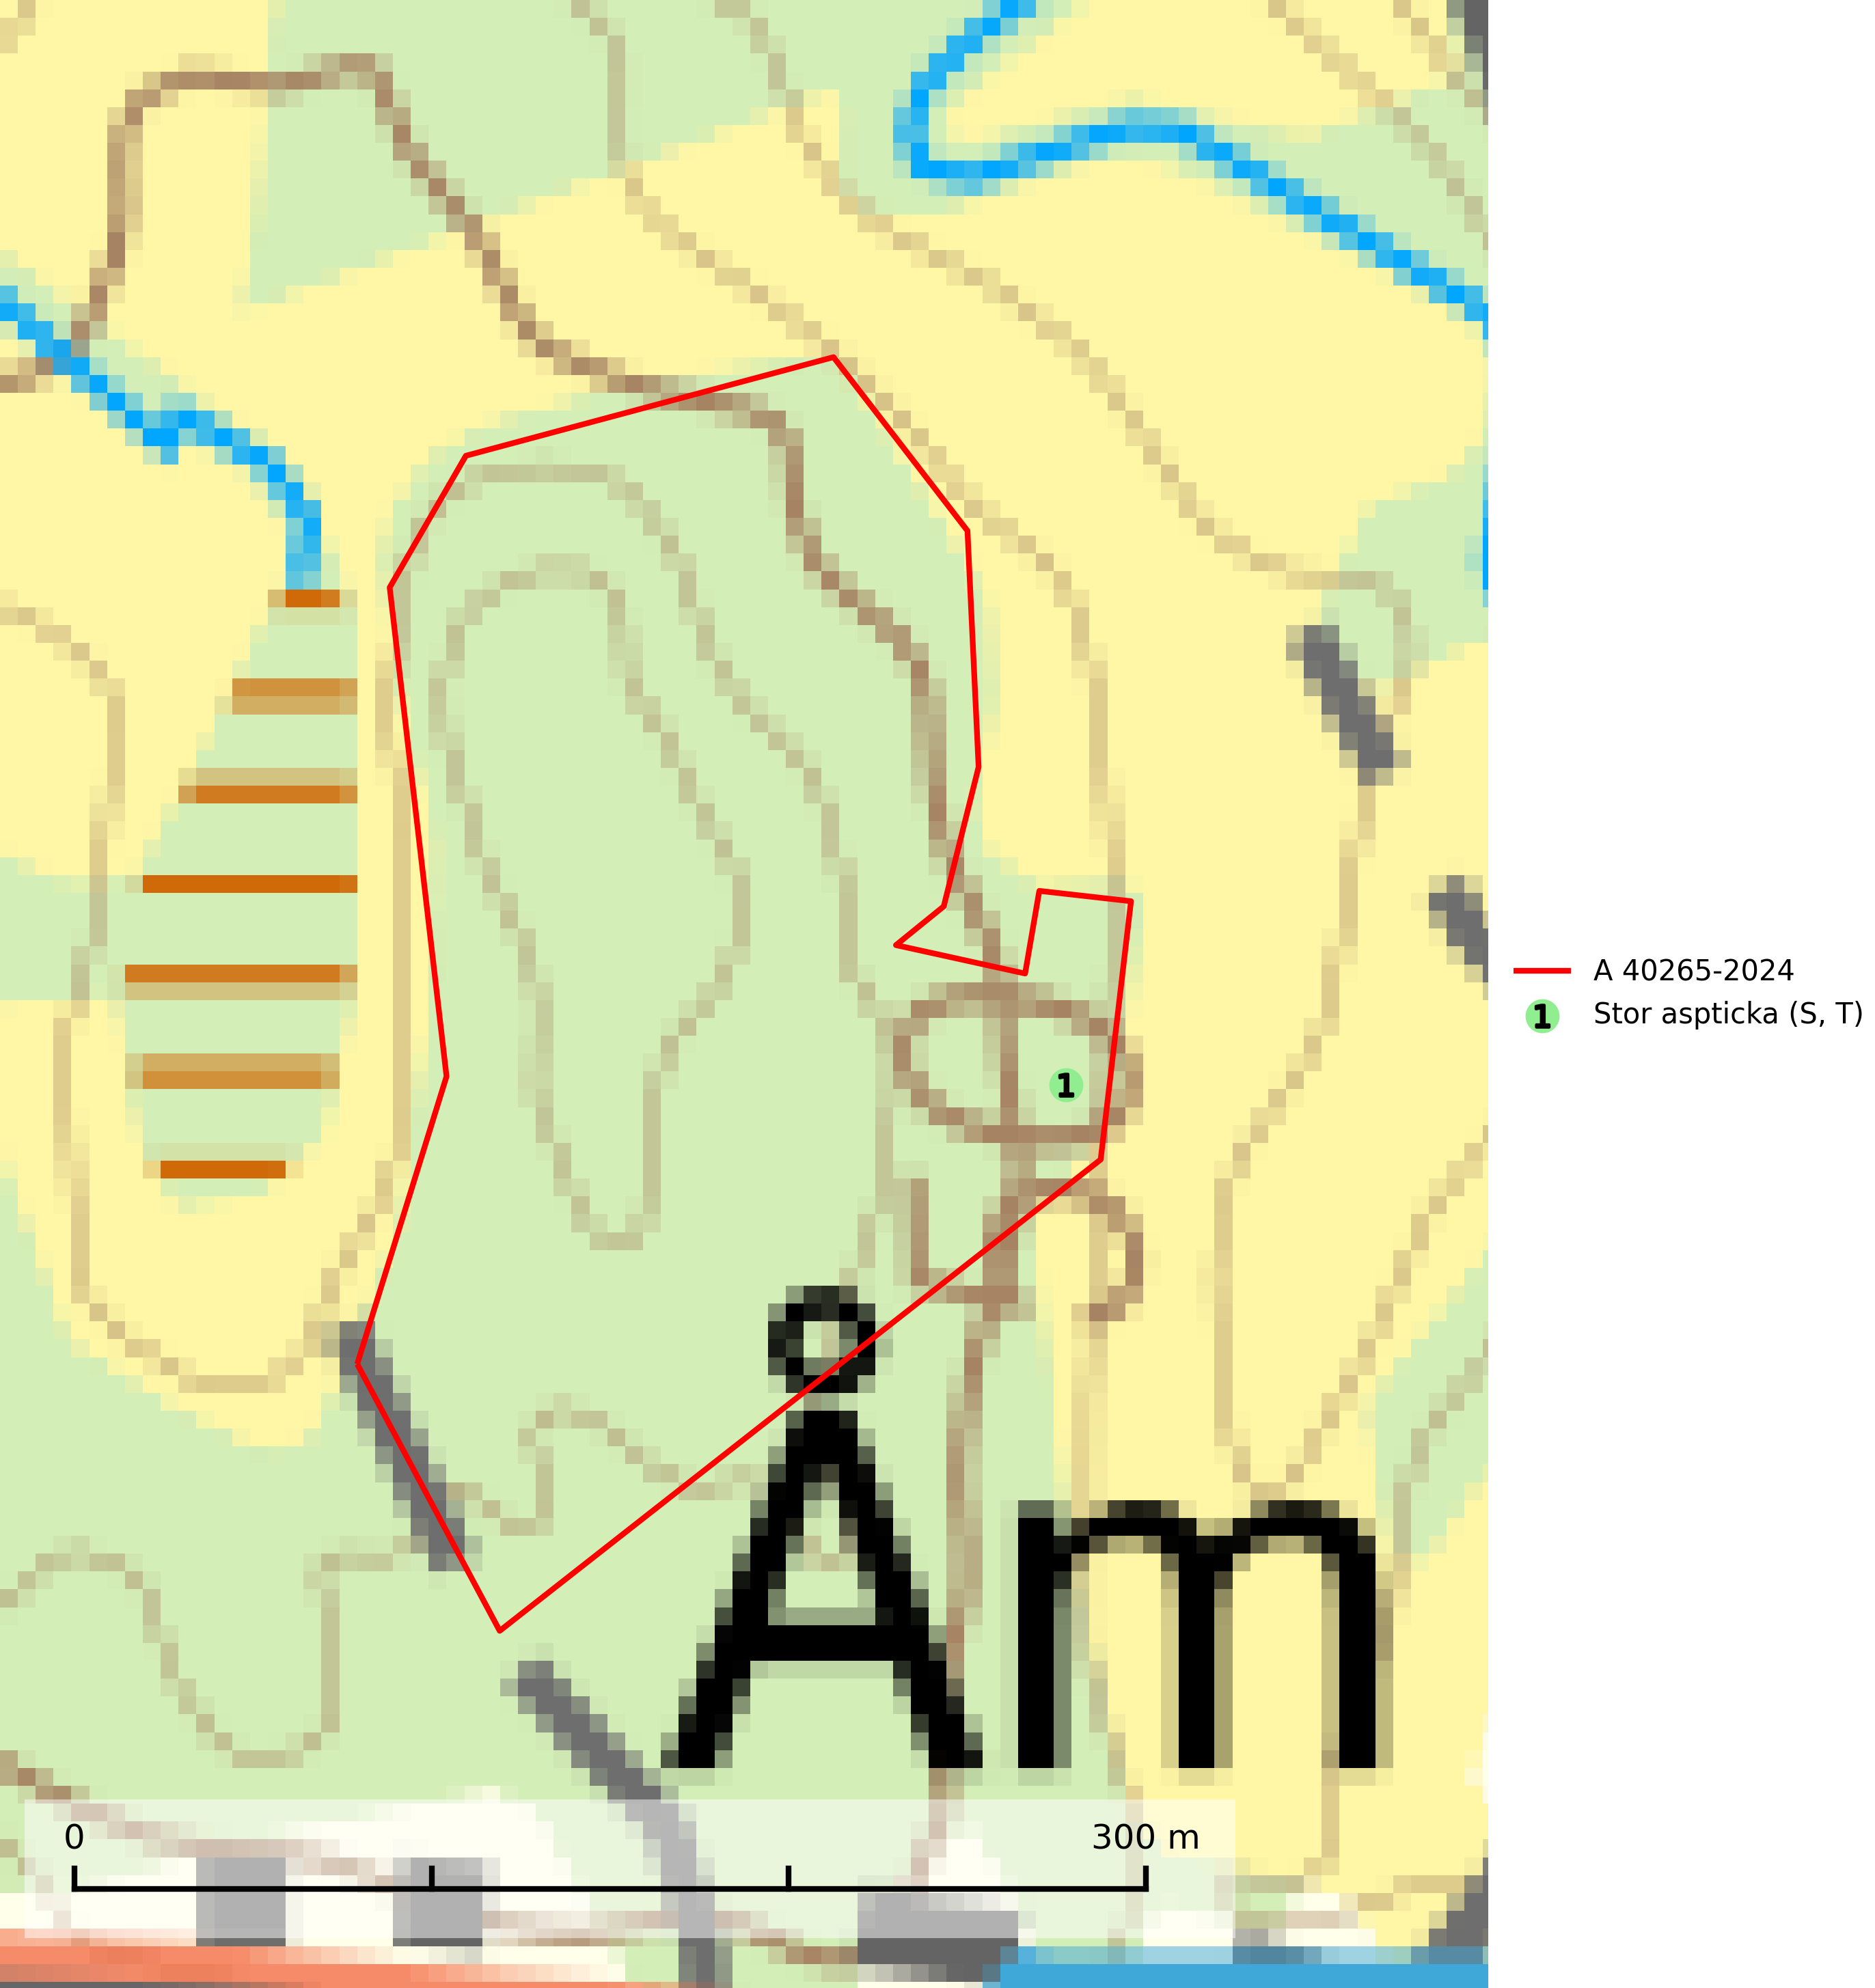 A 40265-2024
1 Stor aspticka (S, T)
1
Åm
0 300 m